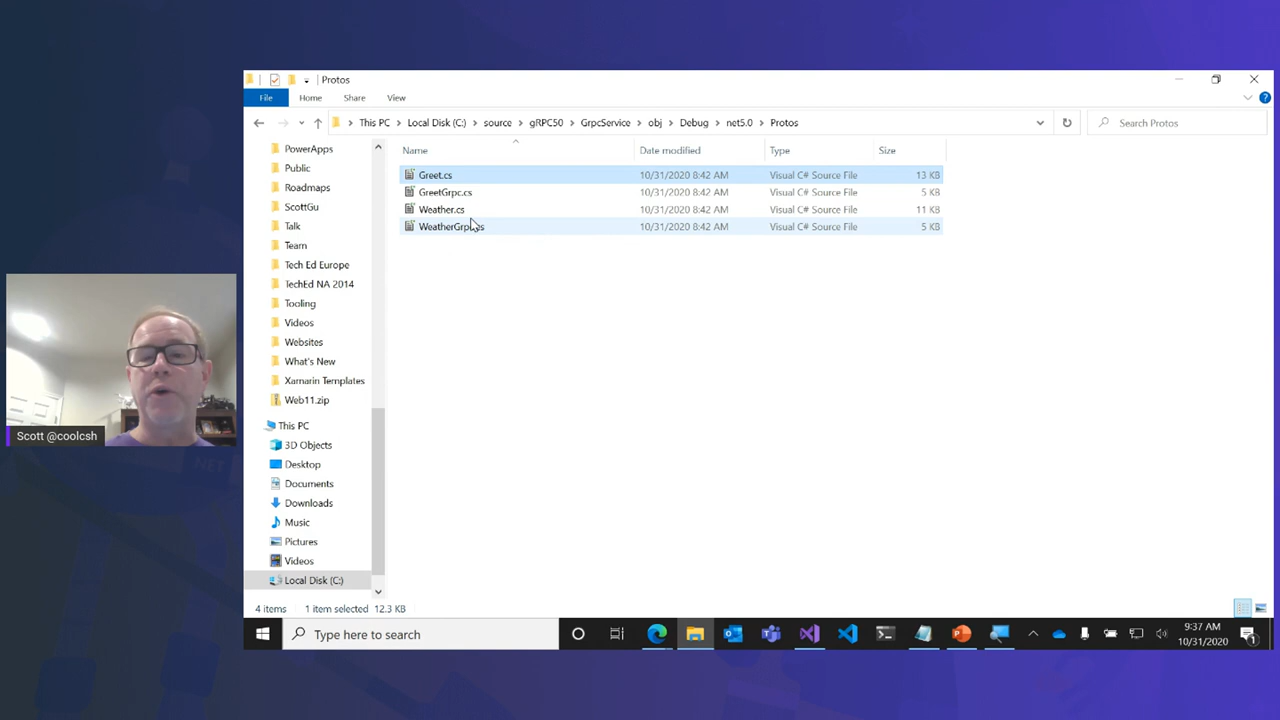 Protos
File Home Share View
This PC Local Disk (C:) source gRPC50 GrpcService obj Debug net5.0 Protos
Search Protos
Name Date modified Type Size
Greet.cs 10/31/2020 8:42 AM Visual C# Source File 13 KB
GreetGrpc.cs 10/31/2020 8:42 AM Visual C# Source File 5 KB
Weather.cs 10/31/2020 8:42 AM Visual C# Source File 11 KB
WeatherGrpc.cs 10/31/2020 8:42 AM Visual C# Source File 5 KB
PowerApps
Public
Roadmaps
ScottGu
Talk
Team
Tech Ed Europe
TechEd NA 2014
Tooling
Videos
Websites
What's New
Xamarin Templates
Web11.zip
This PC
3D Objects
Desktop
Documents
Downloads
Music
Pictures
Videos
Local Disk (C:)
4 items 1 item selected 12.3 KB
Scott @coolcsh
.NET
Type here to search
9:37 AM
10/31/2020
1